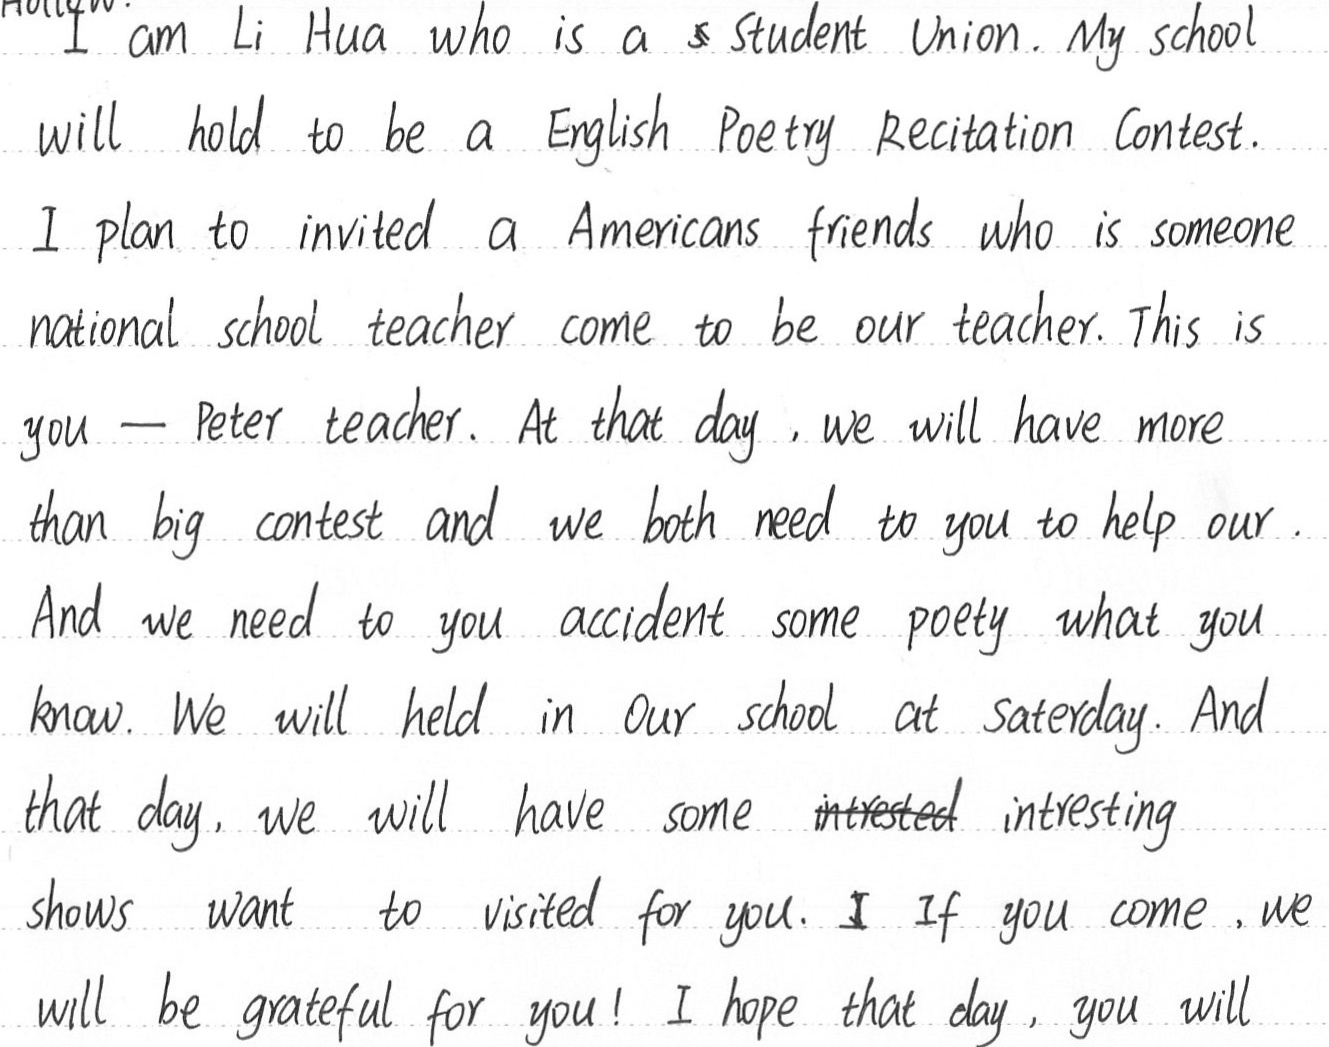 I am Li Hua who is a Student Union. My school
will hold to be a English Poetry Recitation Contest.
I plan to invited a Americans friends who is someone
national school teacher come to be our teacher. This is
you — Peter teacher. At that day, we will have more
than big contest and we both need to you to help our.
And we need to you accident some poety what you
know. We will held in Our school at Saterday. And
that day, we will have some intrested intresting
shows want to visited for you. I If you come, we
will be grateful for you! I hope that day, you will